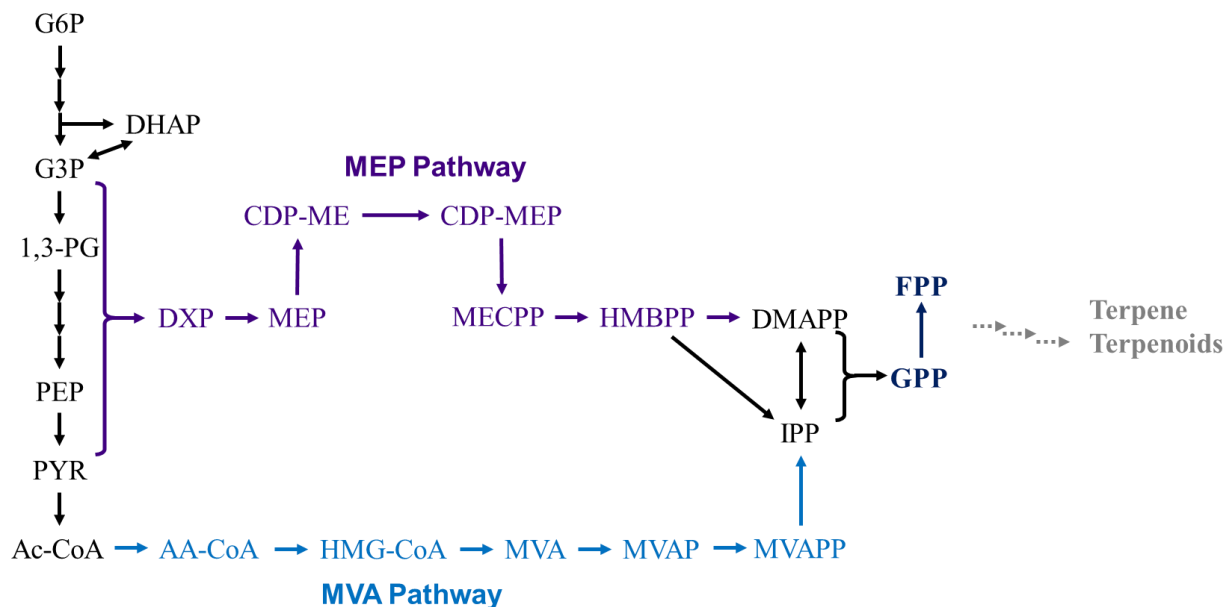 G6P
DHAP
G3P
MEP Pathway
CDP-ME
CDP-MEP
1,3-PG
DXP
MEP
MECPP
HMBPP
DMAPP
FPP
GPP
Terpene
Terpenoids
PEP
IPP
PYR
Ac-CoA
AA-CoA
HMG-CoA
MVA
MVAP
MVAPP
MVA Pathway